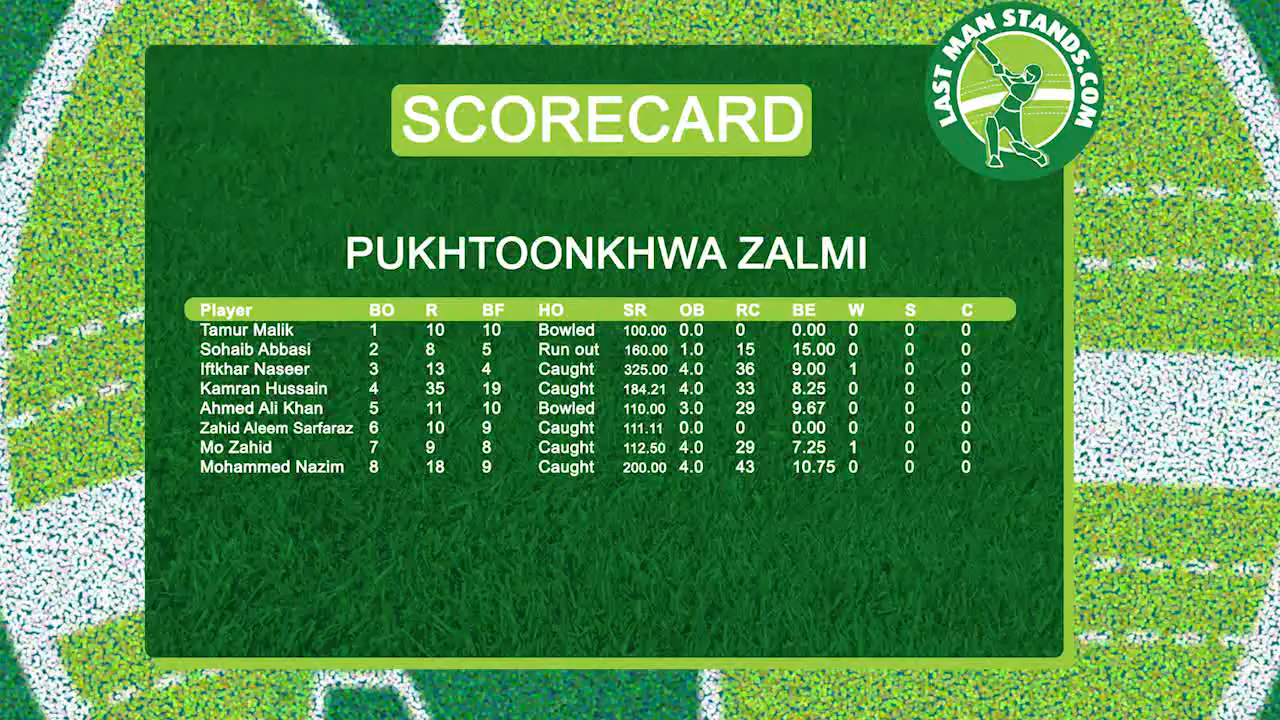 LAST MAN STANDS.COM
SCORECARD
PUKHTOONKHWA ZALMI
Player BO R BF HO SR OB RC BE W S C
Tamur Malik 1 10 10 Bowled 100.00 0.0 0 0.00 0 0 0
Sohaib Abbasi 2 8 5 Run out 160.00 1.0 15 15.00 0 0 0
Iftkhar Naseer 3 13 4 Caught 325.00 4.0 36 9.00 1 0 0
Kamran Hussain 4 35 19 Caught 184.21 4.0 33 8.25 0 0 0
Ahmed Ali Khan 5 11 10 Bowled 110.00 3.0 29 9.67 0 0 0
Zahid Aleem Sarfaraz 6 10 9 Caught 111.11 0.0 0 0.00 0 0 0
Mo Zahid 7 9 8 Caught 112.50 4.0 29 7.25 1 0 0
Mohammed Nazim 8 18 9 Caught 200.00 4.0 43 10.75 0 0 0